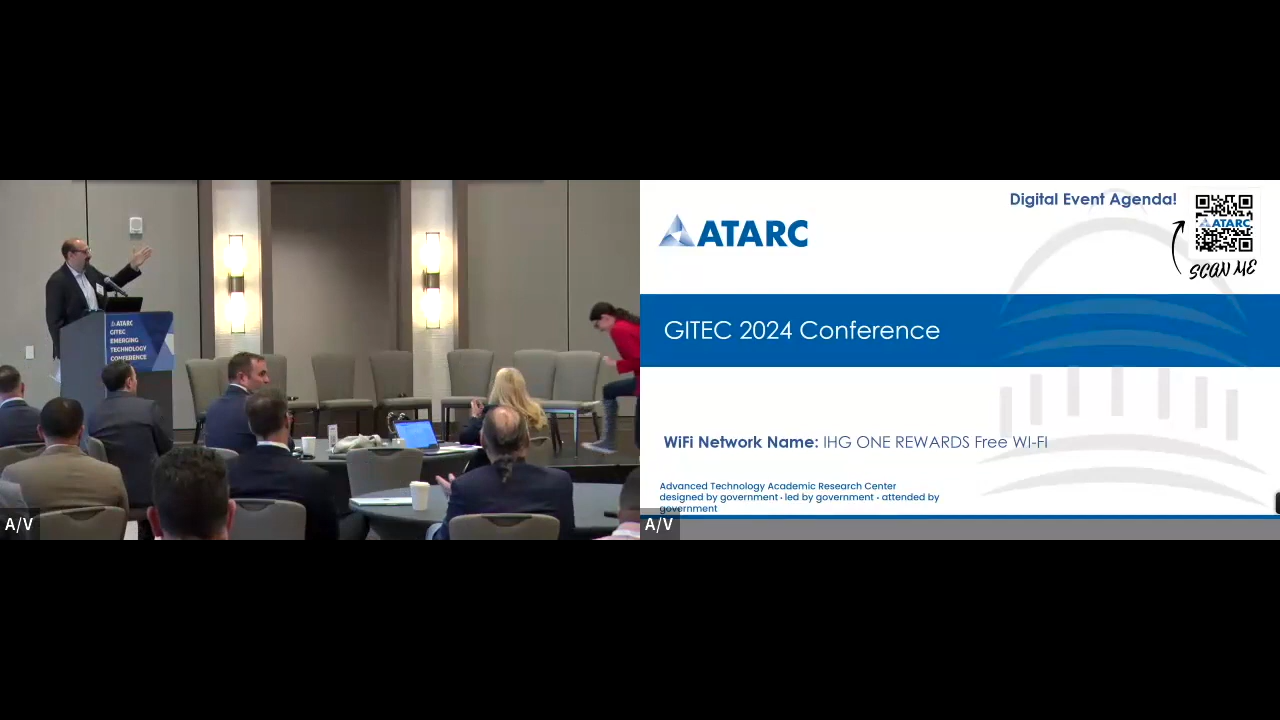 ATARC
GITEC
EMERGING
TECHNOLOGY
CONFERENCE
A/V
Digital Event Agenda!
ATARC
ATARC
SCAN ME
GITEC 2024 Conference
WiFi Network Name: IHG ONE REWARDS Free WI-FI
Advanced Technology Academic Research Center
designed by government · led by government · attended by
government
A/V